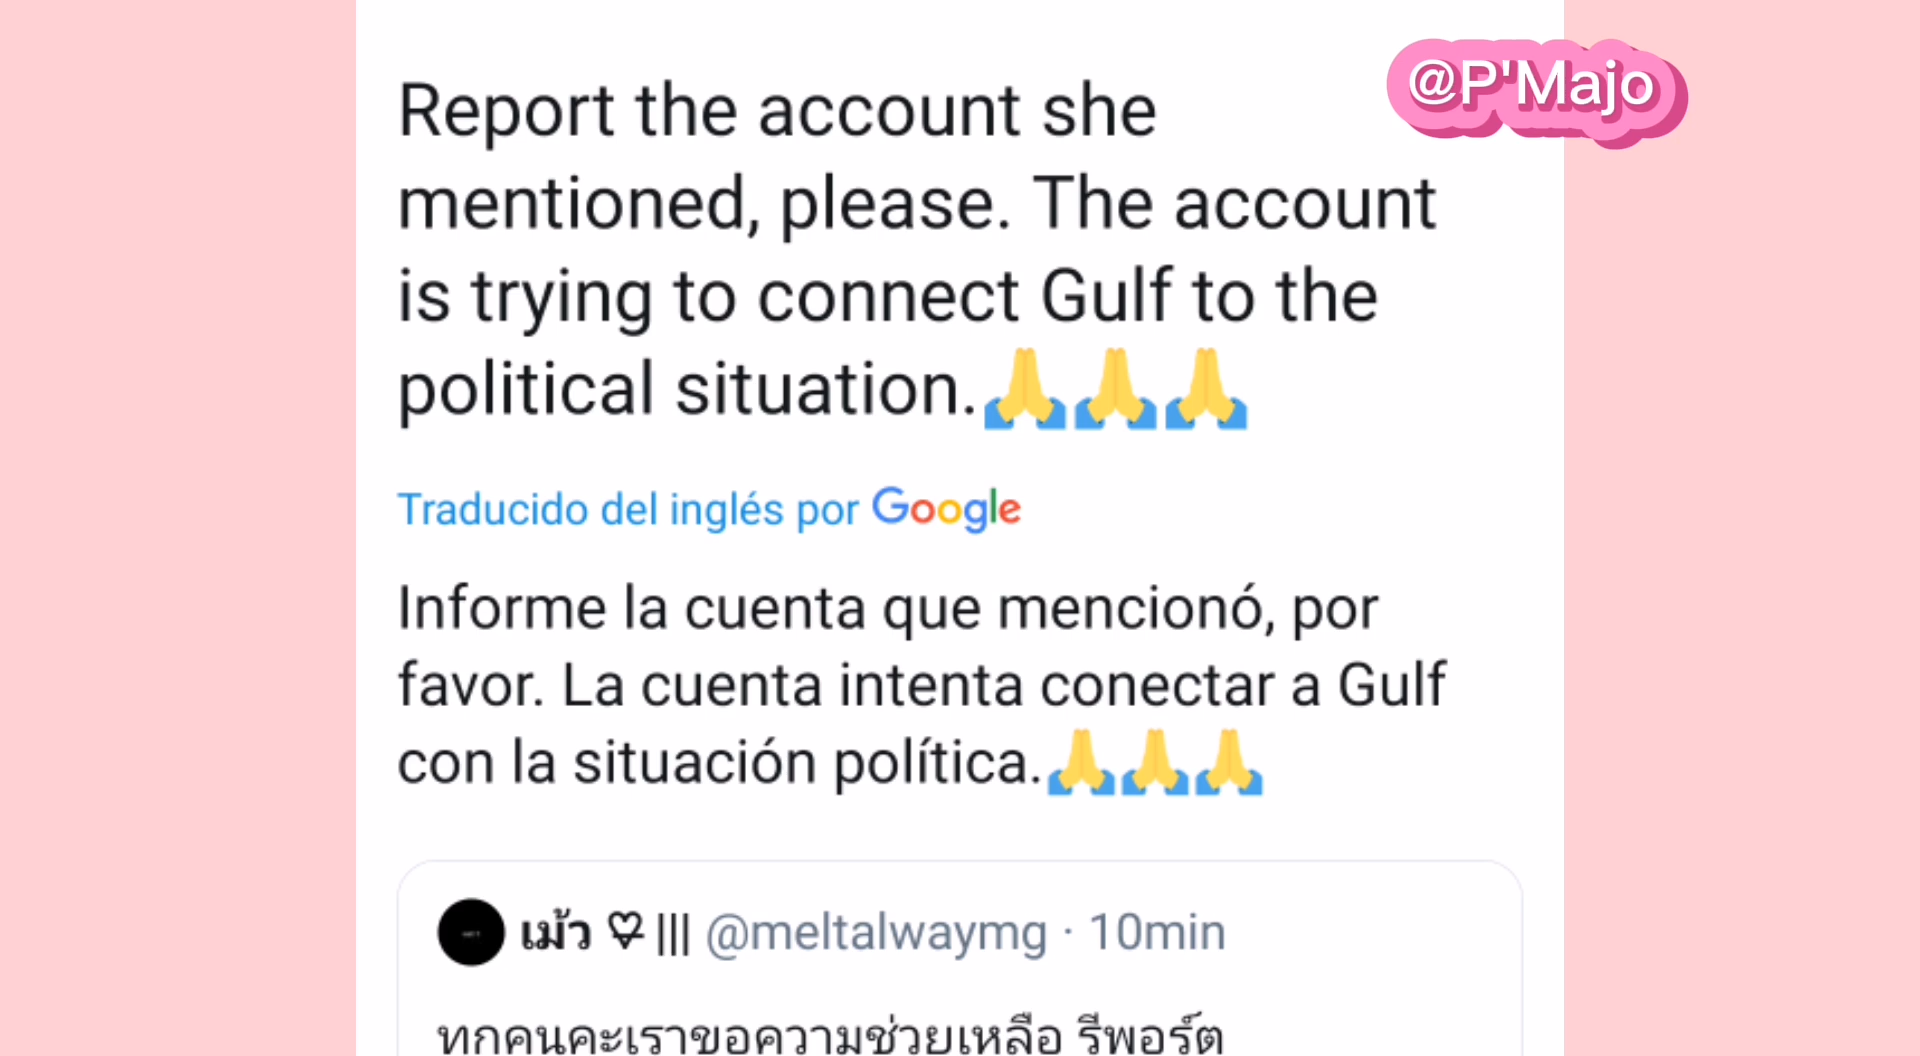 @P'Majo
Report the account she
mentioned, please. The account
is trying to connect Gulf to the
political situation.🙏🙏🙏
Traducido del inglés por Google
Informe la cuenta que mencionó, por
favor. La cuenta intenta conectar a Gulf
con la situación política.🙏🙏🙏
เม้ว ♡ ||| @meltalwaymg · 10min
ทุกคนคะเราขอความช่วยเหลือ รีพอร์ต